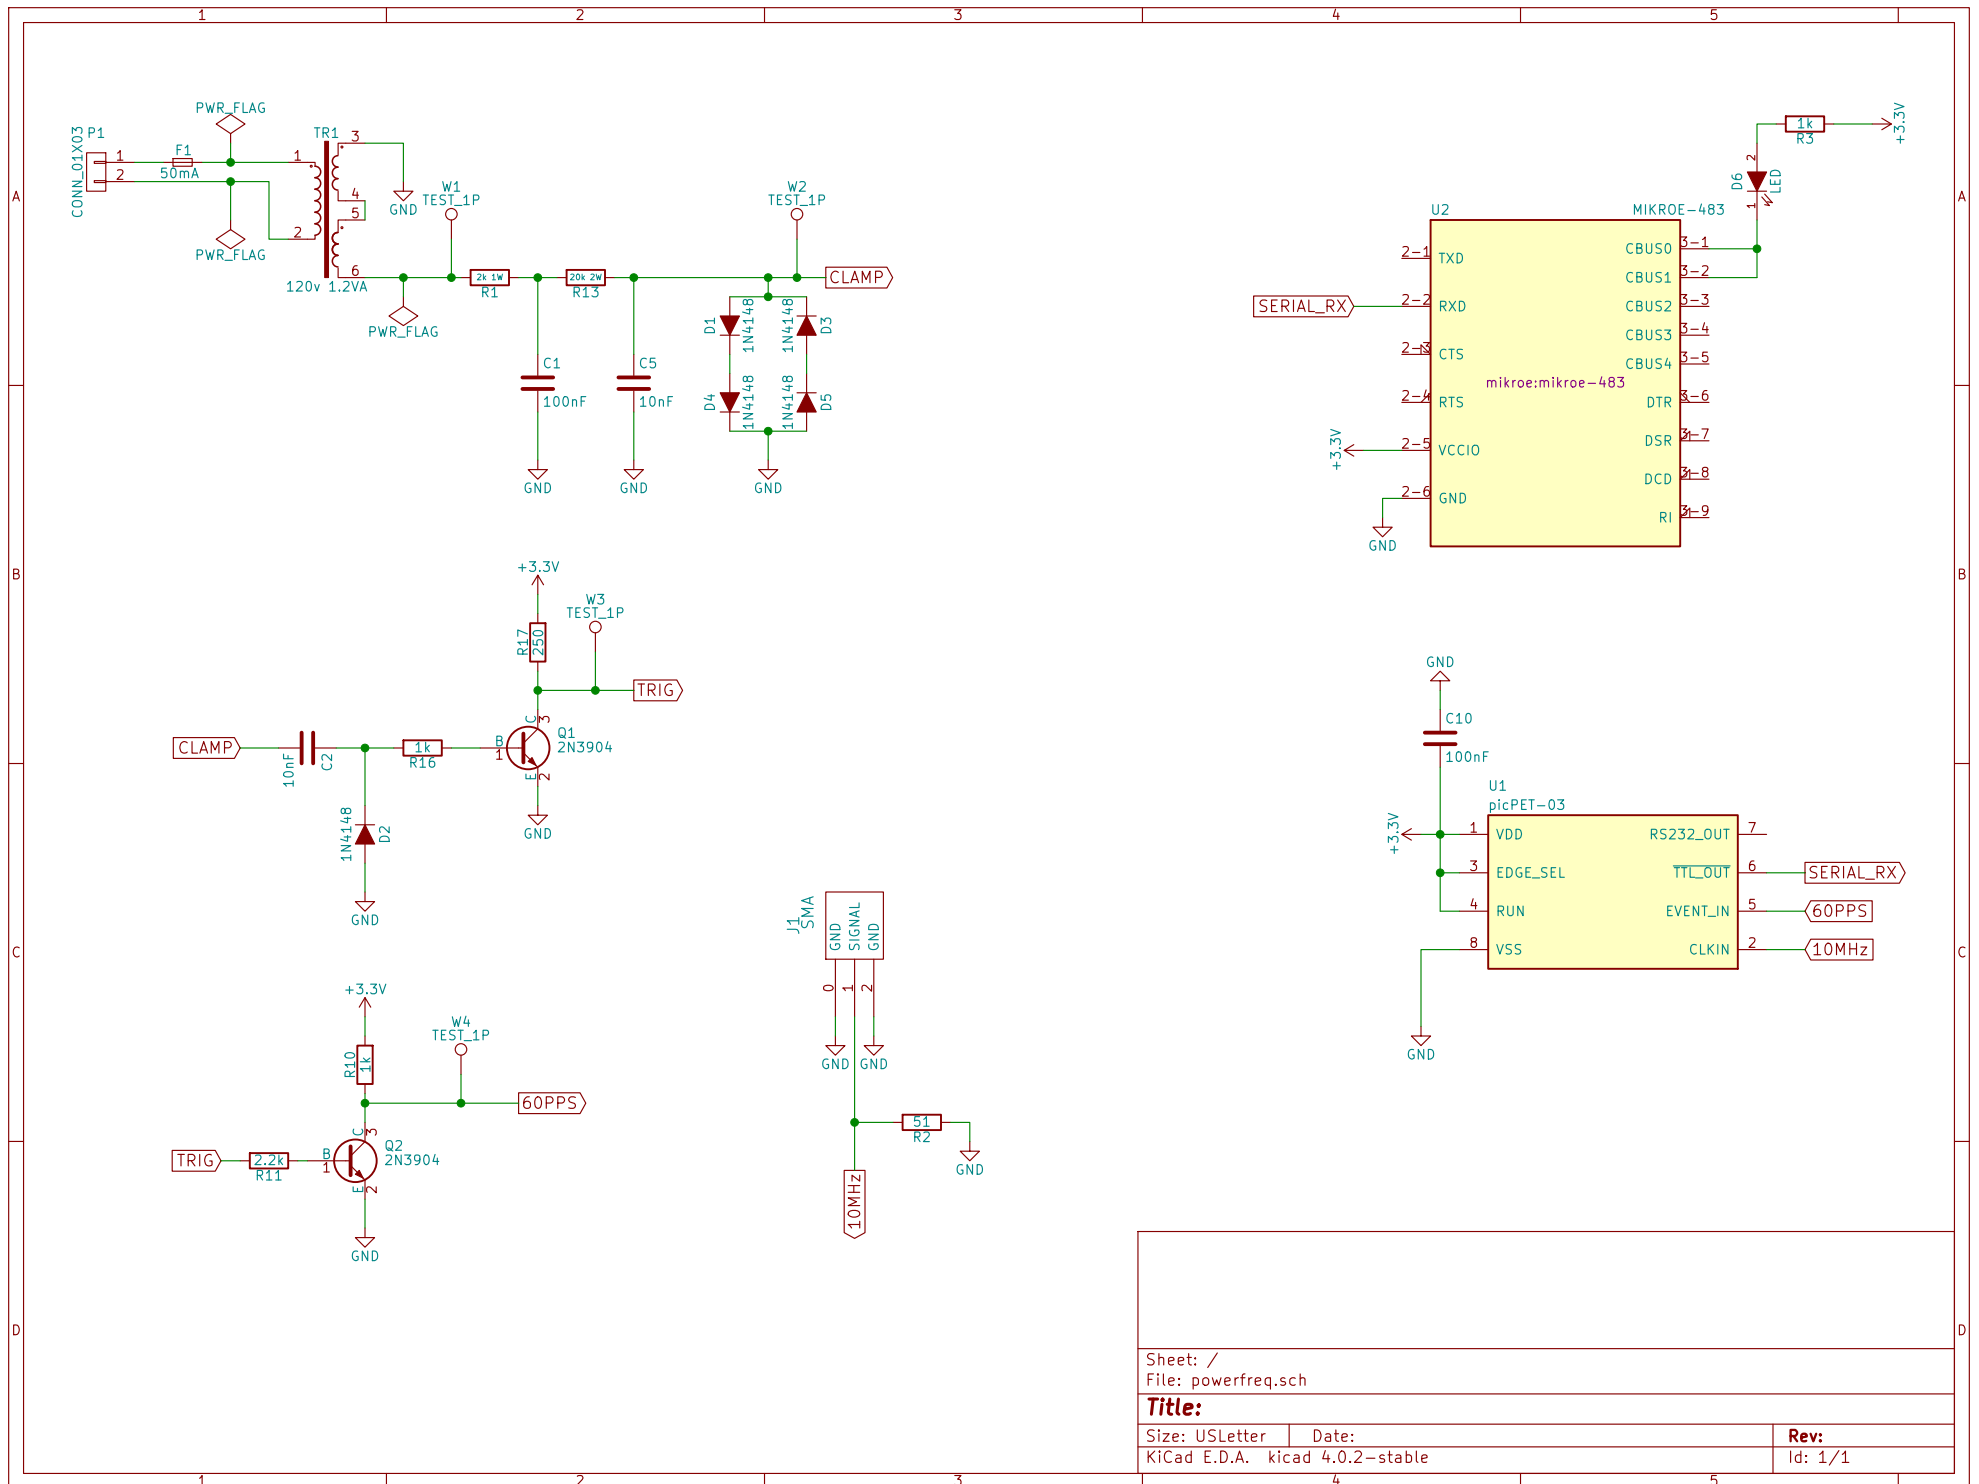 1 2 3 4 5
A
B
C
D
A
B
C
D
1 2 3 4 5
PWR_FLAG
P1
CONN_01X03
1
2
F1
50mA
PWR_FLAG
TR1
1
2
3
4
5
6
120v 1.2VA
GND
PWR_FLAG
W1
TEST_1P
2k 1W
R1
20k 2W
R13
W2
TEST_1P
CLAMP
C1
100nF
GND
C5
10nF
GND
D1
1N4148
1N4148
D3
D4
1N4148
1N4148
D5
GND
+3.3V
R17
250
W3
TEST_1P
TRIG
CLAMP
10nF
C2
1k
R16
B
1
C
3
E
2
Q1
2N3904
GND
1N4148
D2
GND
+3.3V
R10
1k
W4
TEST_1P
60PPS
TRIG
2.2k
R11
B
1
C
3
E
2
Q2
2N3904
GND
J1
SMA
GND
SIGNAL
GND
0
1
2
GND
GND
51
R2
GND
10MHz
1k
R3
+3.3V
2
D6
LED
1
U2
MIKROE-483
2-1 TXD
SERIAL_RX
2-2 RXD
2-3 CTS
mikroe:mikroe-483
2-4 RTS
+3.3V
2-5 VCCIO
2-6 GND
GND
CBUS0 3-1
CBUS1 3-2
CBUS2 3-3
CBUS3 3-4
CBUS4 3-5
DTR 3-6
DSR 3-7
DCD 3-8
RI 3-9
GND
C10
100nF
U1
picPET-03
+3.3V
1 VDD
3 EDGE_SEL
4 RUN
8 VSS
GND
RS232_OUT 7
TTL_OUT 6 SERIAL_RX
EVENT_IN 5 60PPS
CLKIN 2 10MHz
Sheet: /
File: powerfreq.sch
Title:
Size: USLetter Date: Rev:
KiCad E.D.A. kicad 4.0.2-stable Id: 1/1